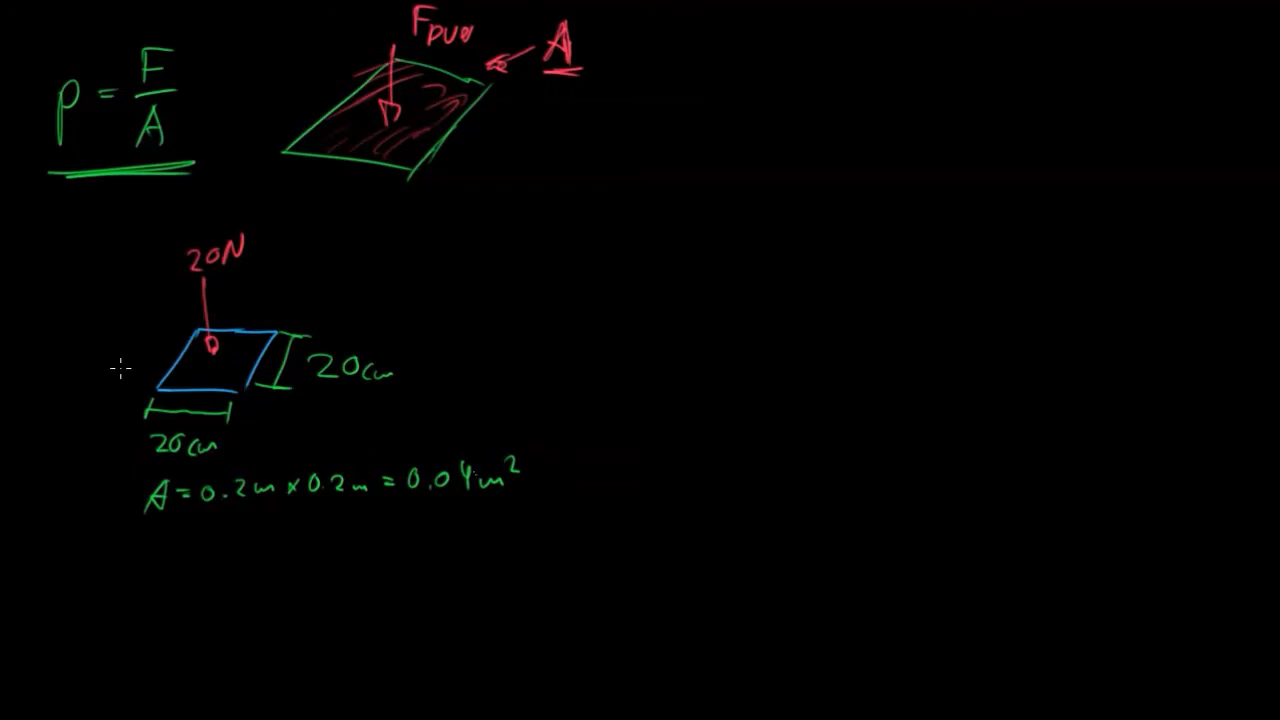 p = F/A
A
20N
20cm
20cm
A = 0.2m × 0.2m = 0.04m²